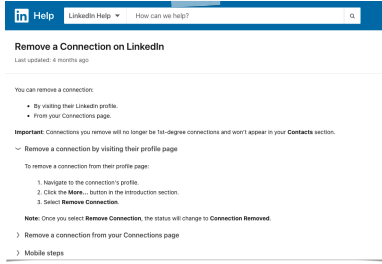 in Help LinkedIn Help How can we help?
Remove a Connection on LinkedIn
Last updated: 4 months ago
You can remove a connection:
• By visiting their LinkedIn profile.
• From your Connections page.
Important: Connections you remove will no longer be 1st-degree connections and won't appear in your Contacts section.
Remove a connection by visiting their profile page
To remove a connection from their profile page:
1. Navigate to the connection's profile.
2. Click the More... button in the introduction section.
3. Select Remove Connection.
Note: Once you select Remove Connection, the status will change to Connection Removed.
Remove a connection from your Connections page
Mobile steps